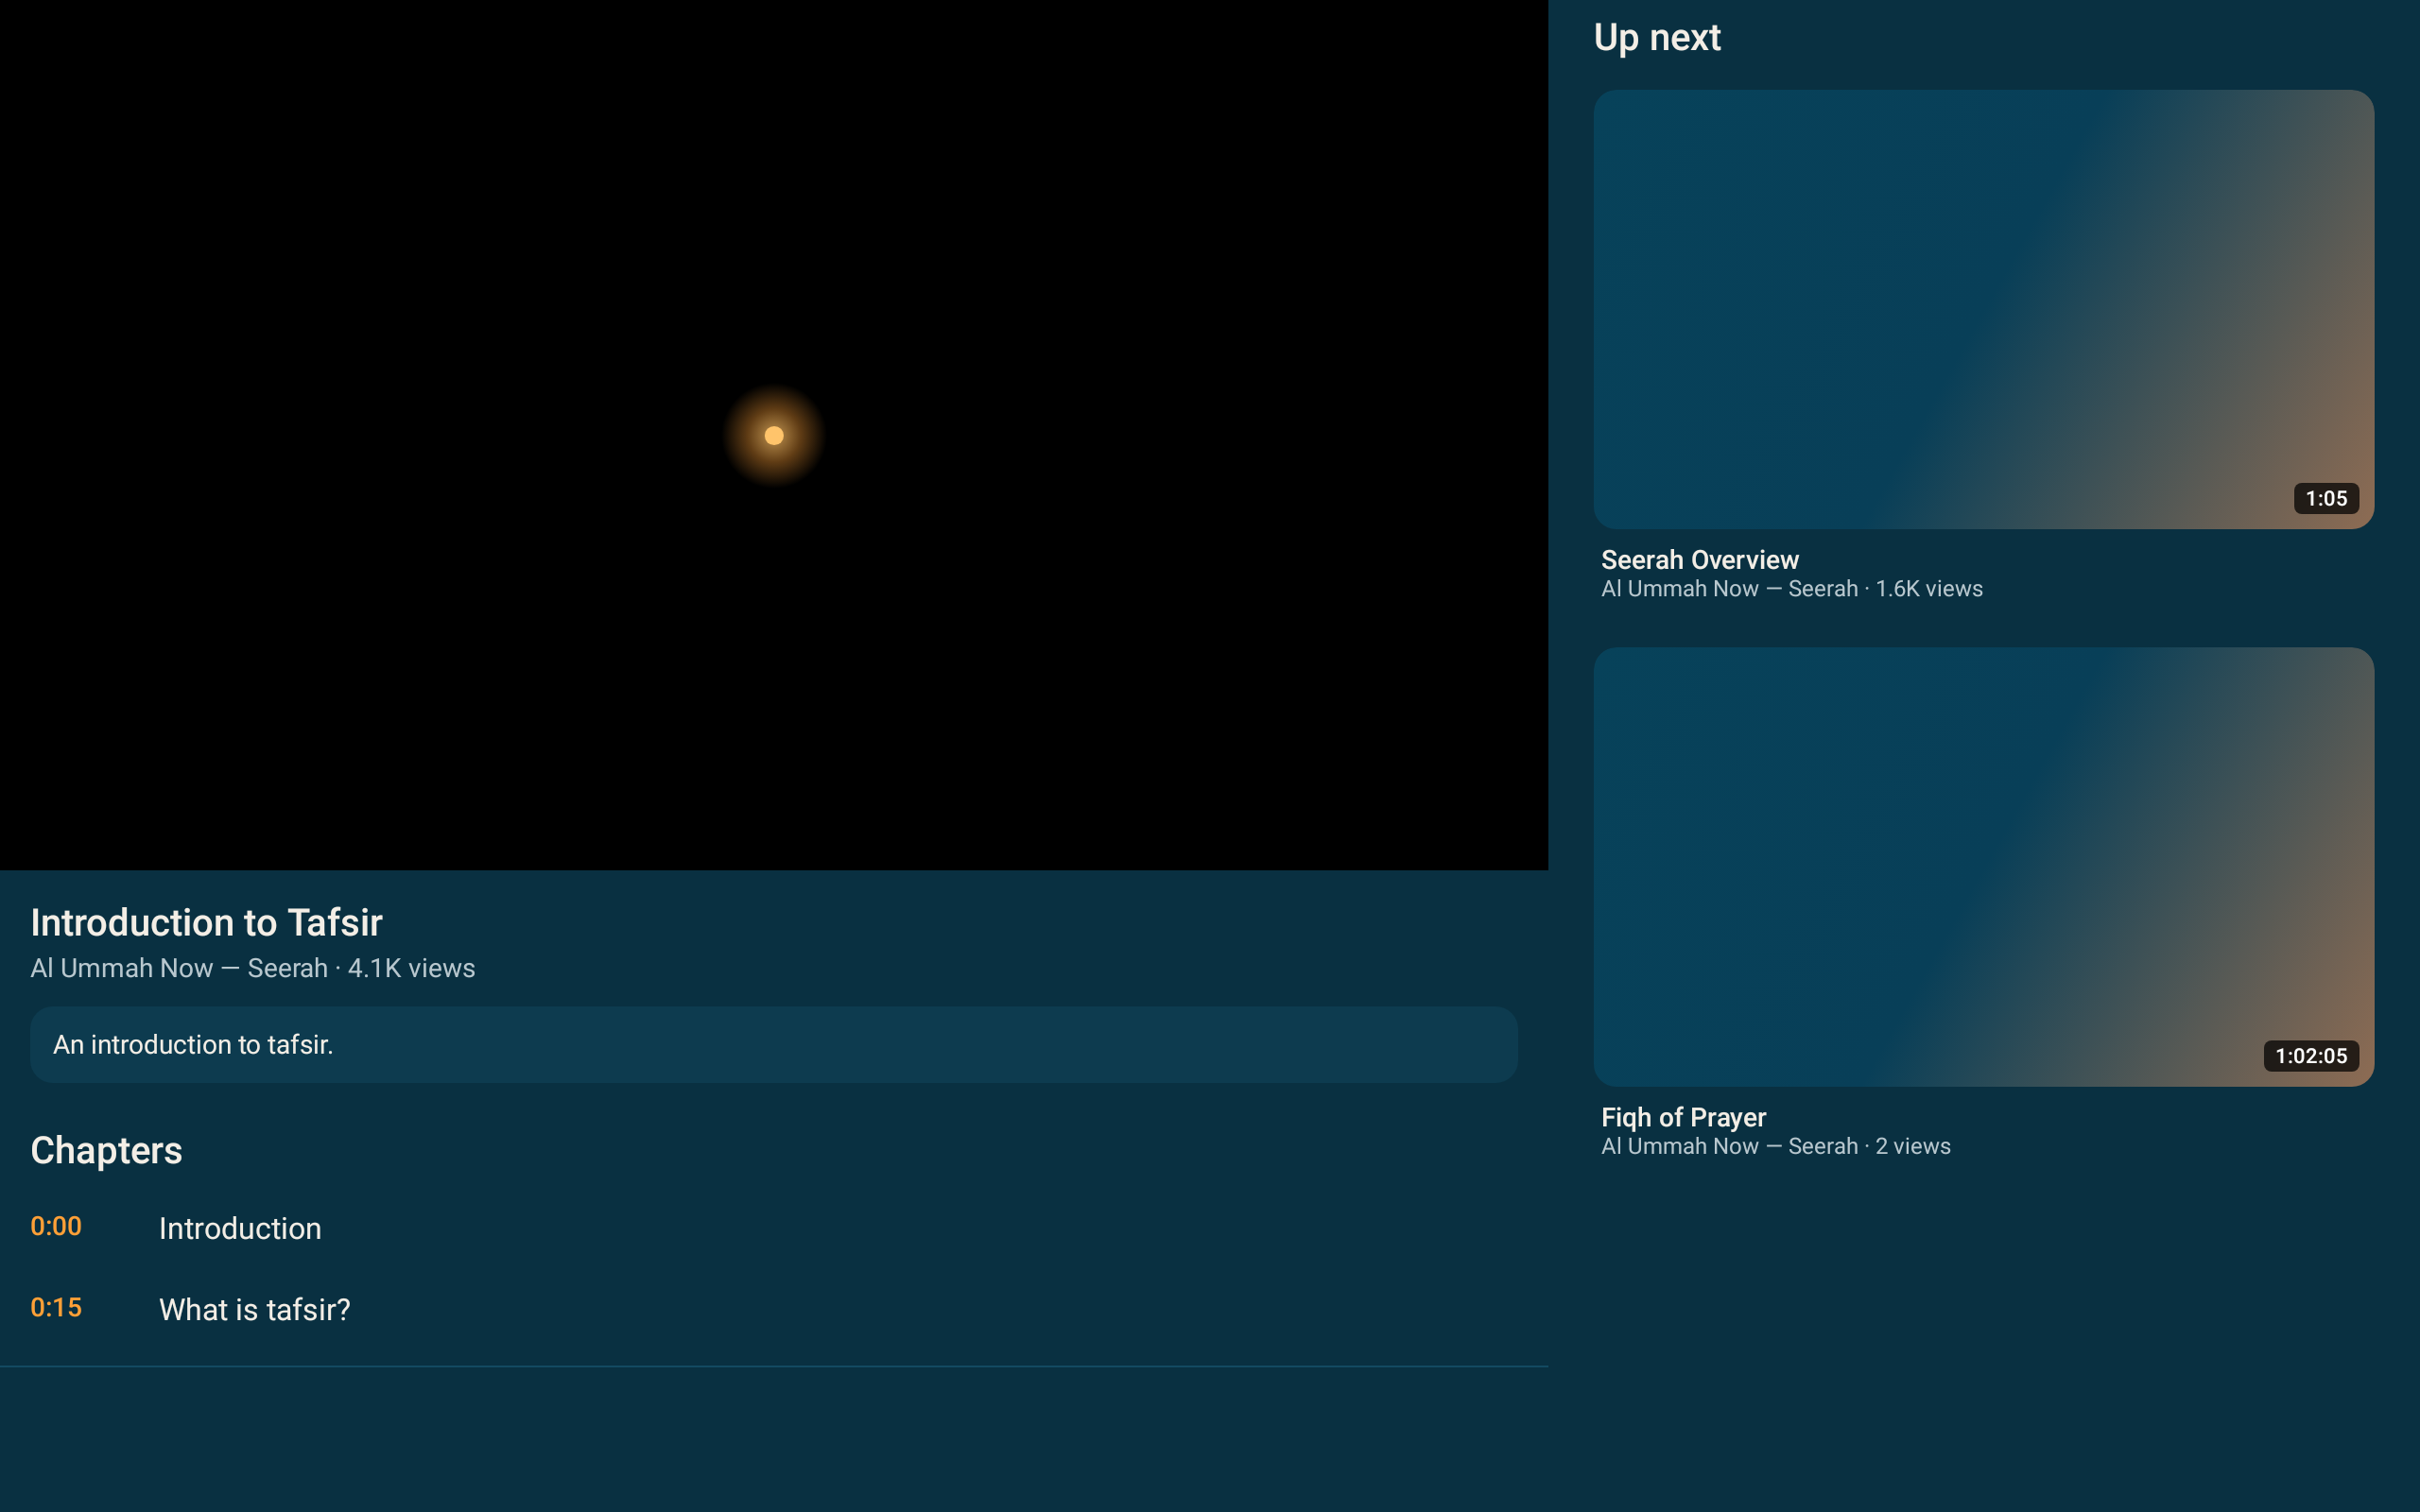 Introduction to Tafsir
Al Ummah Now — Seerah · 4.1K views
An introduction to tafsir.
Chapters
0:00 Introduction
0:15 What is tafsir?
Up next
1:05
Seerah Overview
Al Ummah Now — Seerah · 1.6K views
1:02:05
Fiqh of Prayer
Al Ummah Now — Seerah · 2 views